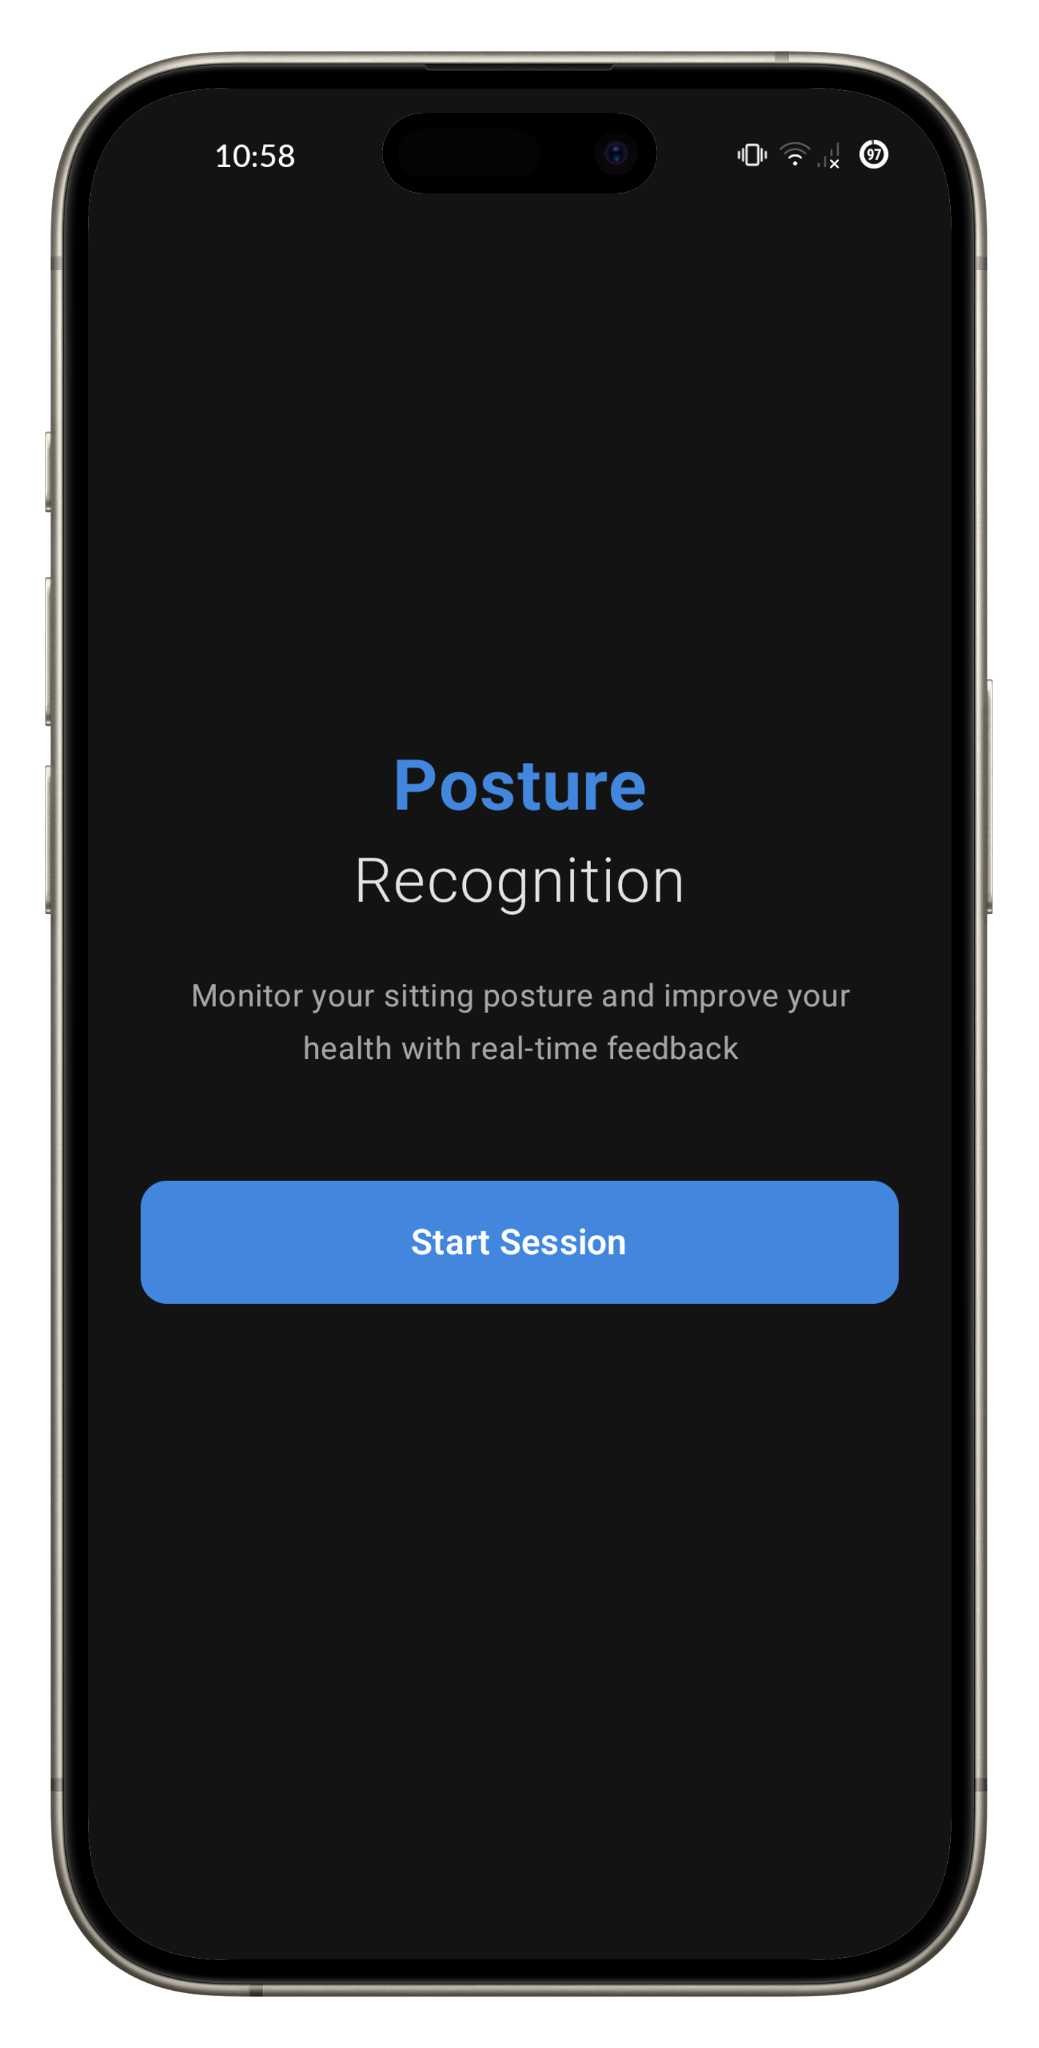 10:58
97
Posture
Recognition
Monitor your sitting posture and improve your
health with real-time feedback
Start Session